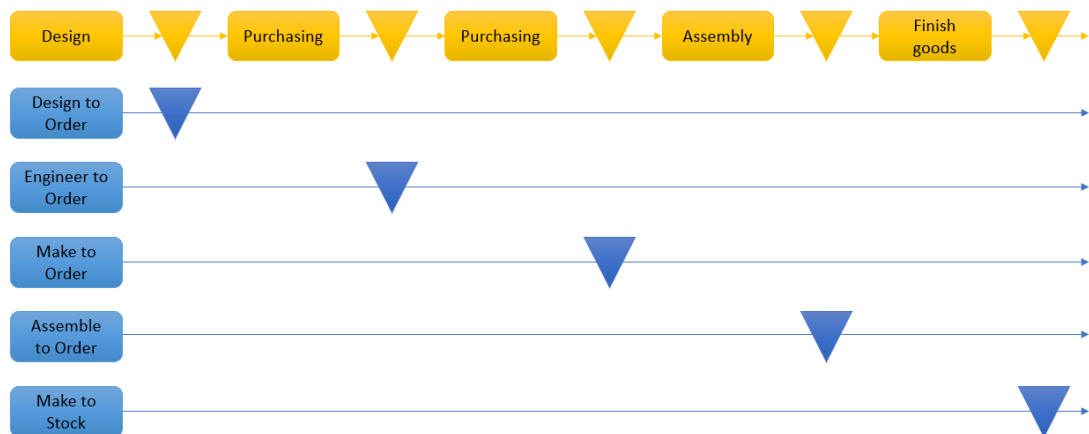 Design
Purchasing
Purchasing
Assembly
Finish
goods
Design to
Order
Engineer to
Order
Make to
Order
Assemble
to Order
Make to
Stock